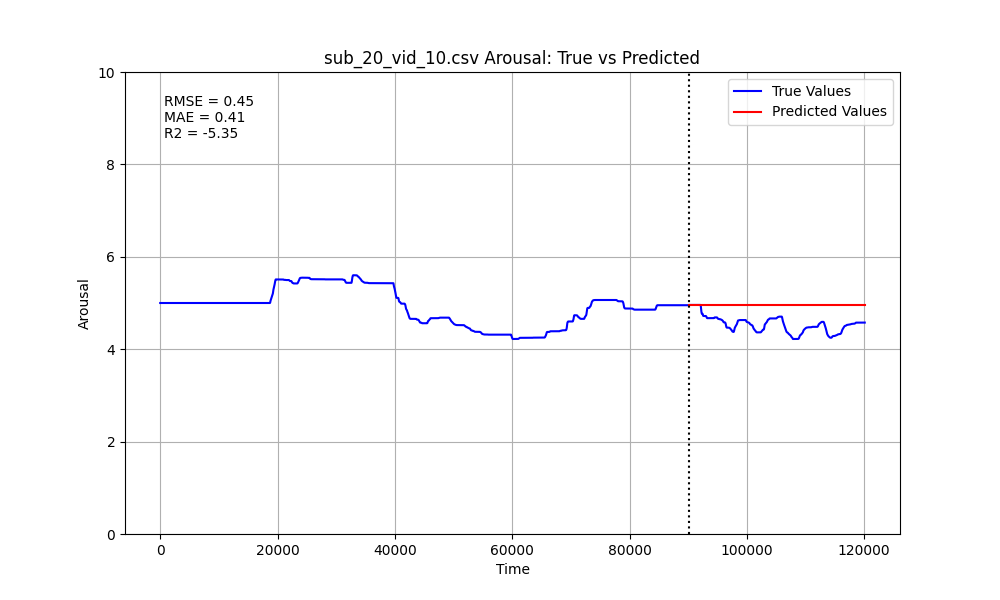 sub_20_vid_10.csv Arousal: True vs Predicted
RMSE = 0.45
MAE = 0.41
R2 = -5.35
True Values
Predicted Values
10
8
6
4
2
0
Arousal
0 20000 40000 60000 80000 100000 120000
Time